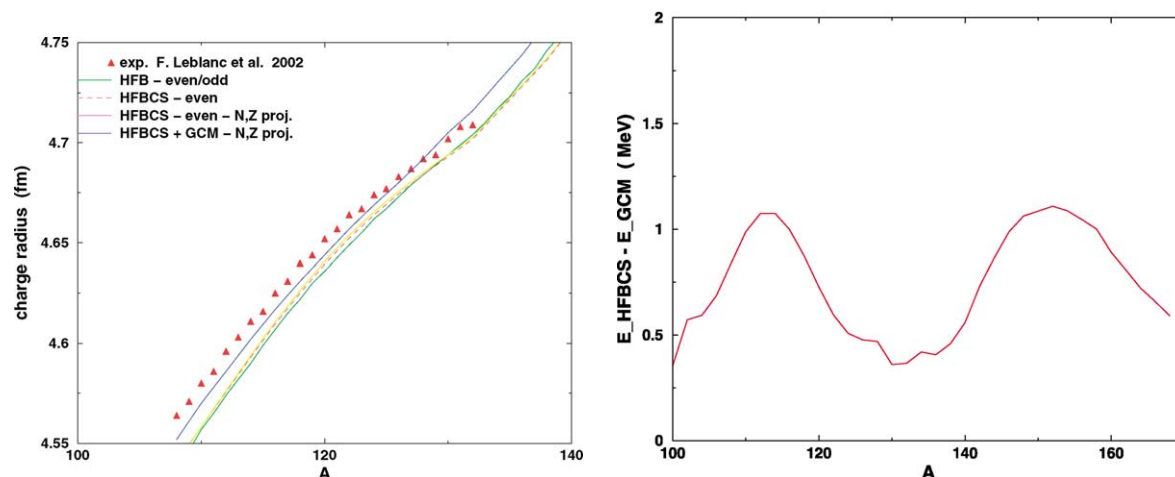 4.75
4.7
4.65
4.6
4.55
100
120
140
charge radius (fm)
A
exp. F. Leblanc et al. 2002
HFB – even/odd
HFBCS – even
HFBCS – even – N,Z proj.
HFBCS + GCM – N,Z proj.
2
1.5
1
0.5
0
100
120
140
160
E_HFBCS - E_GCM ( MeV)
A